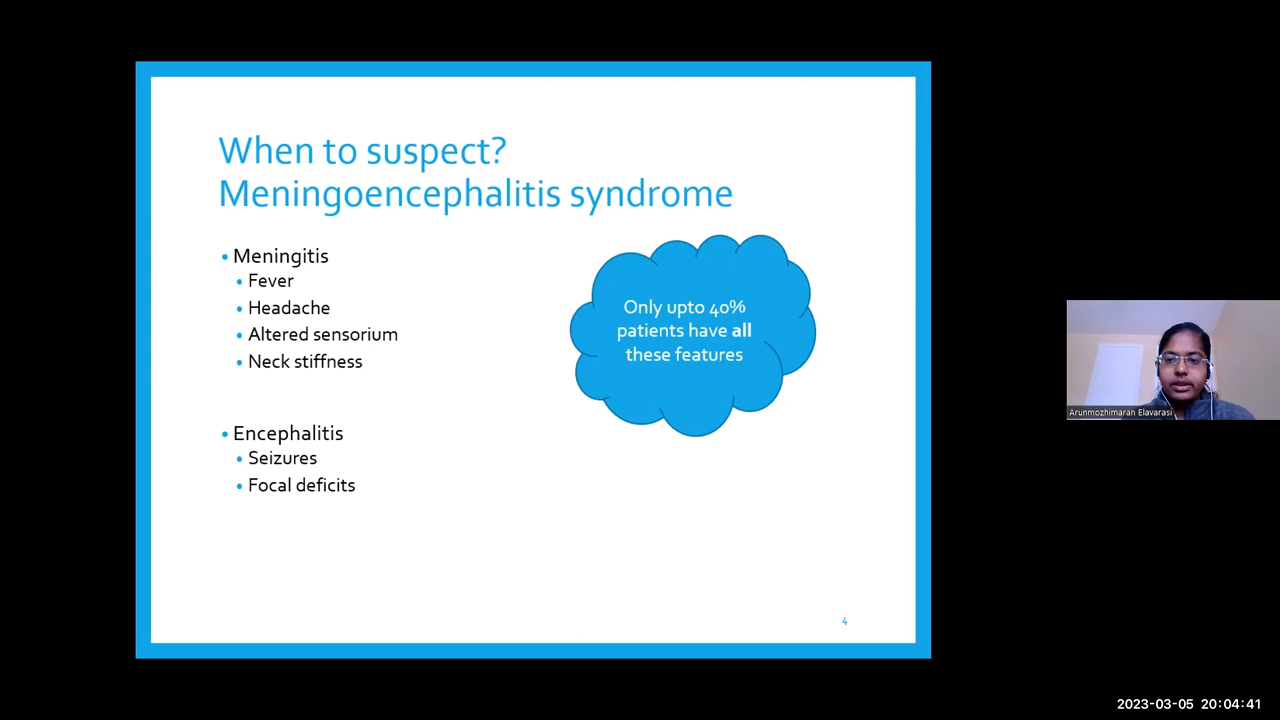 When to suspect?
Meningoencephalitis syndrome
• Meningitis
• Fever
• Headache
• Altered sensorium
• Neck stiffness
• Encephalitis
• Seizures
• Focal deficits
Only upto 40%
patients have all
these features
4
Arunmozhimaran Elavarasi
2023-03-05 20:04:41